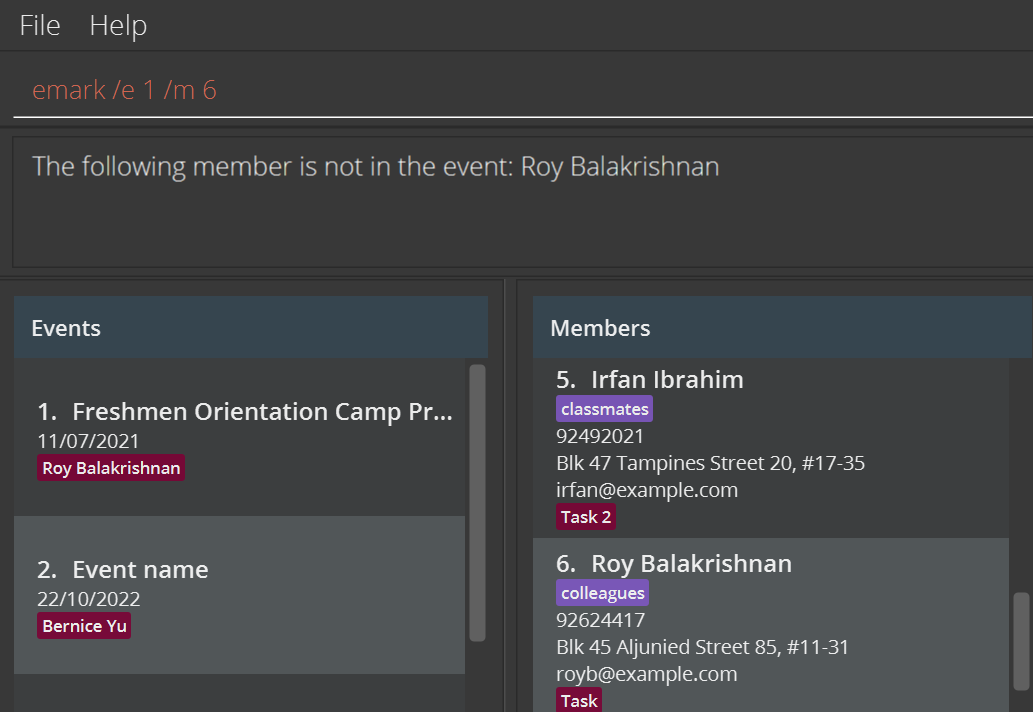 File Help
emark /e 1 /m 6
The following member is not in the event: Roy Balakrishnan
Events
1. Freshmen Orientation Camp Pr...
11/07/2021
Roy Balakrishnan
2. Event name
22/10/2022
Bernice Yu
Members
5. Irfan Ibrahim
classmates
92492021
Blk 47 Tampines Street 20, #17-35
irfan@example.com
Task 2
6. Roy Balakrishnan
colleagues
92624417
Blk 45 Aljunied Street 85, #11-31
royb@example.com
Task